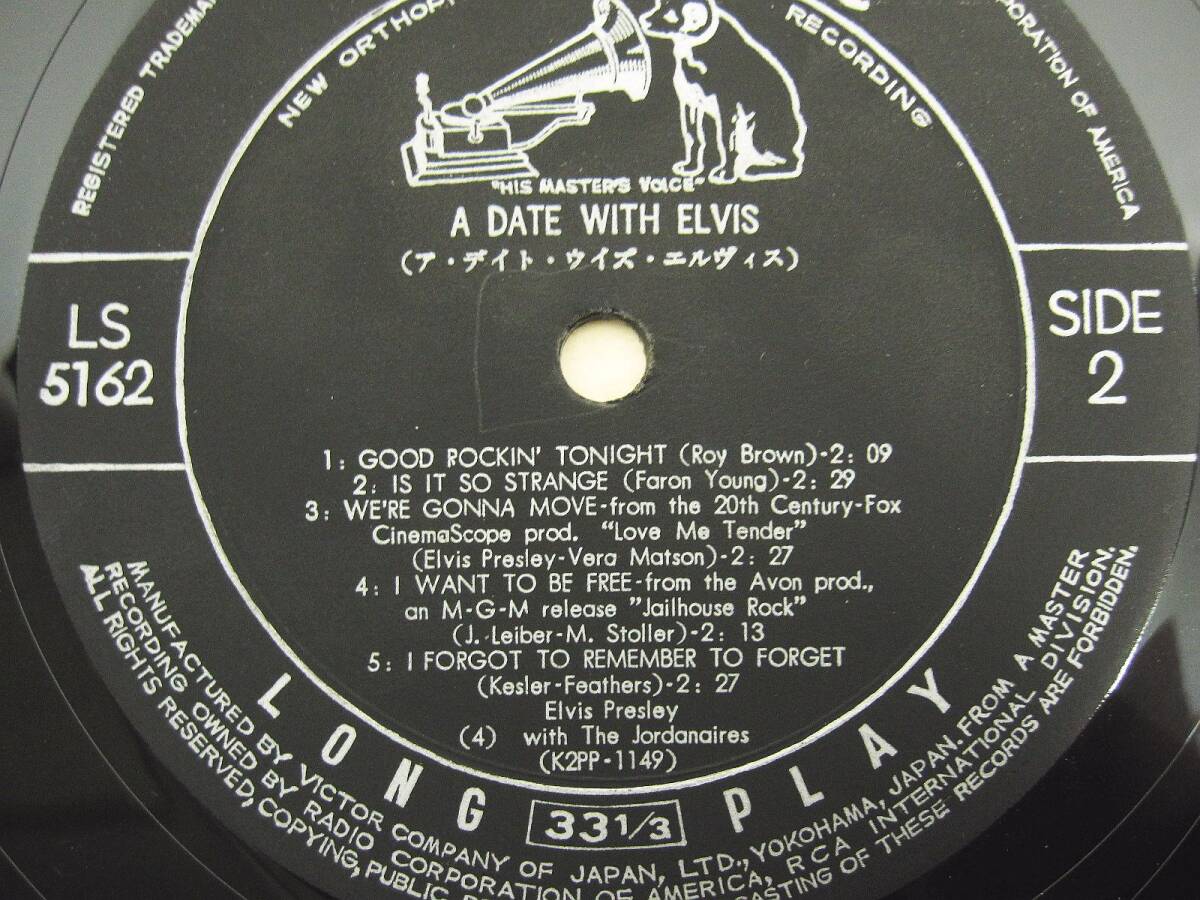 REGISTERED
NEW
RECORDING
OF AMERICA
"HIS MASTER'S VOICE"
A DATE WITH ELVIS
(ア・デイト・ウイズ・エルヴィス)
LS
5162
SIDE
2
1: GOOD ROCKIN' TONIGHT (Roy Brown)-2: 09
2: IS IT SO STRANGE (Faron Young)-2: 29
3: WE'RE GONNA MOVE-from the 20th Century-Fox
CinemaScope prod. "Love Me Tender"
(Elvis Presley-Vera Matson)-2: 27
4: I WANT TO BE FREE-from the Avon prod.,
an M-G-M release "Jailhouse Rock"
(J. Leiber-M. Stoller)-2: 13
5: I FORGOT TO REMEMBER TO FORGET
(Kesler-Feathers)-2: 27
Elvis Presley
(4) with The Jordanaires
(K2PP-1149)
LONG 33 1/3 PLAY
MANUFACTURED BY VICTOR COMPANY OF JAPAN, LTD., YOKOHAMA, JAPAN. FROM A MASTER
RECORDING OWNED BY RADIO CORPORATION OF AMERICA, RCA INTERNATIONAL DIVISION.
ALL RIGHTS RESERVED, COPYING, PUBLIC OF THESE RECORDS ARE FORBIDDEN.